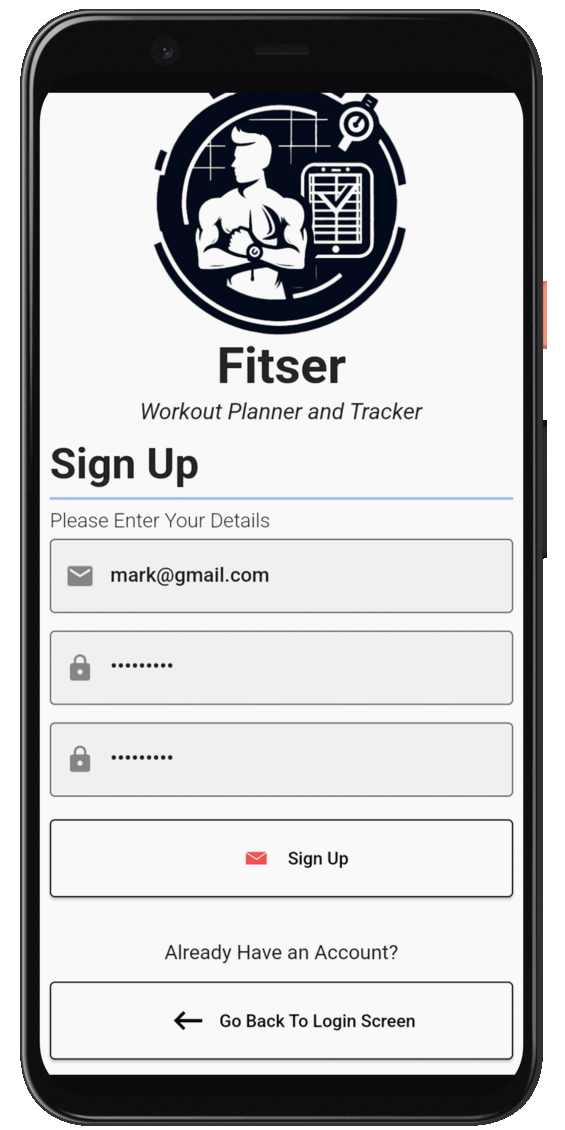 Fitser
Workout Planner and Tracker
Sign Up
Please Enter Your Details
mark@gmail.com
•••••••••
•••••••••
Sign Up
Already Have an Account?
Go Back To Login Screen